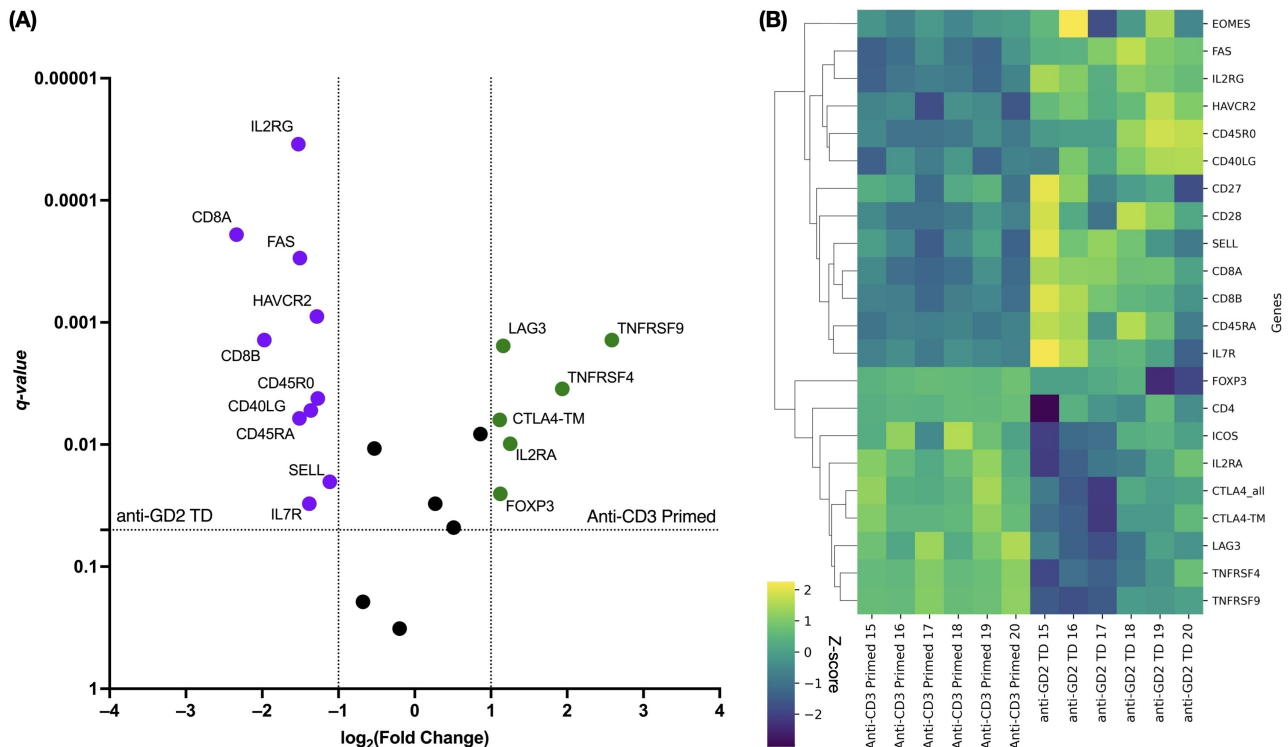 (A)
0.00001
0.0001
0.001
0.01
0.1
1
q-value
−4
−3
−2
−1
0
1
2
3
4
log2(Fold Change)
IL2RG
CD8A
FAS
HAVCR2
CD8B
CD45R0
CD40LG
CD45RA
SELL
IL7R
LAG3
TNFRSF9
TNFRSF4
CTLA4-TM
IL2RA
FOXP3
anti-GD2 TD
Anti-CD3 Primed
(B)
EOMES
FAS
IL2RG
HAVCR2
CD45R0
CD40LG
CD27
CD28
SELL
CD8A
CD8B
CD45RA
IL7R
FOXP3
CD4
ICOS
IL2RA
CTLA4_all
CTLA4-TM
LAG3
TNFRSF4
TNFRSF9
Genes
2
1
0
−1
−2
Z-score
Anti-CD3 Primed 15
Anti-CD3 Primed 16
Anti-CD3 Primed 17
Anti-CD3 Primed 18
Anti-CD3 Primed 19
Anti-CD3 Primed 20
anti-GD2 TD 15
anti-GD2 TD 16
anti-GD2 TD 17
anti-GD2 TD 18
anti-GD2 TD 19
anti-GD2 TD 20